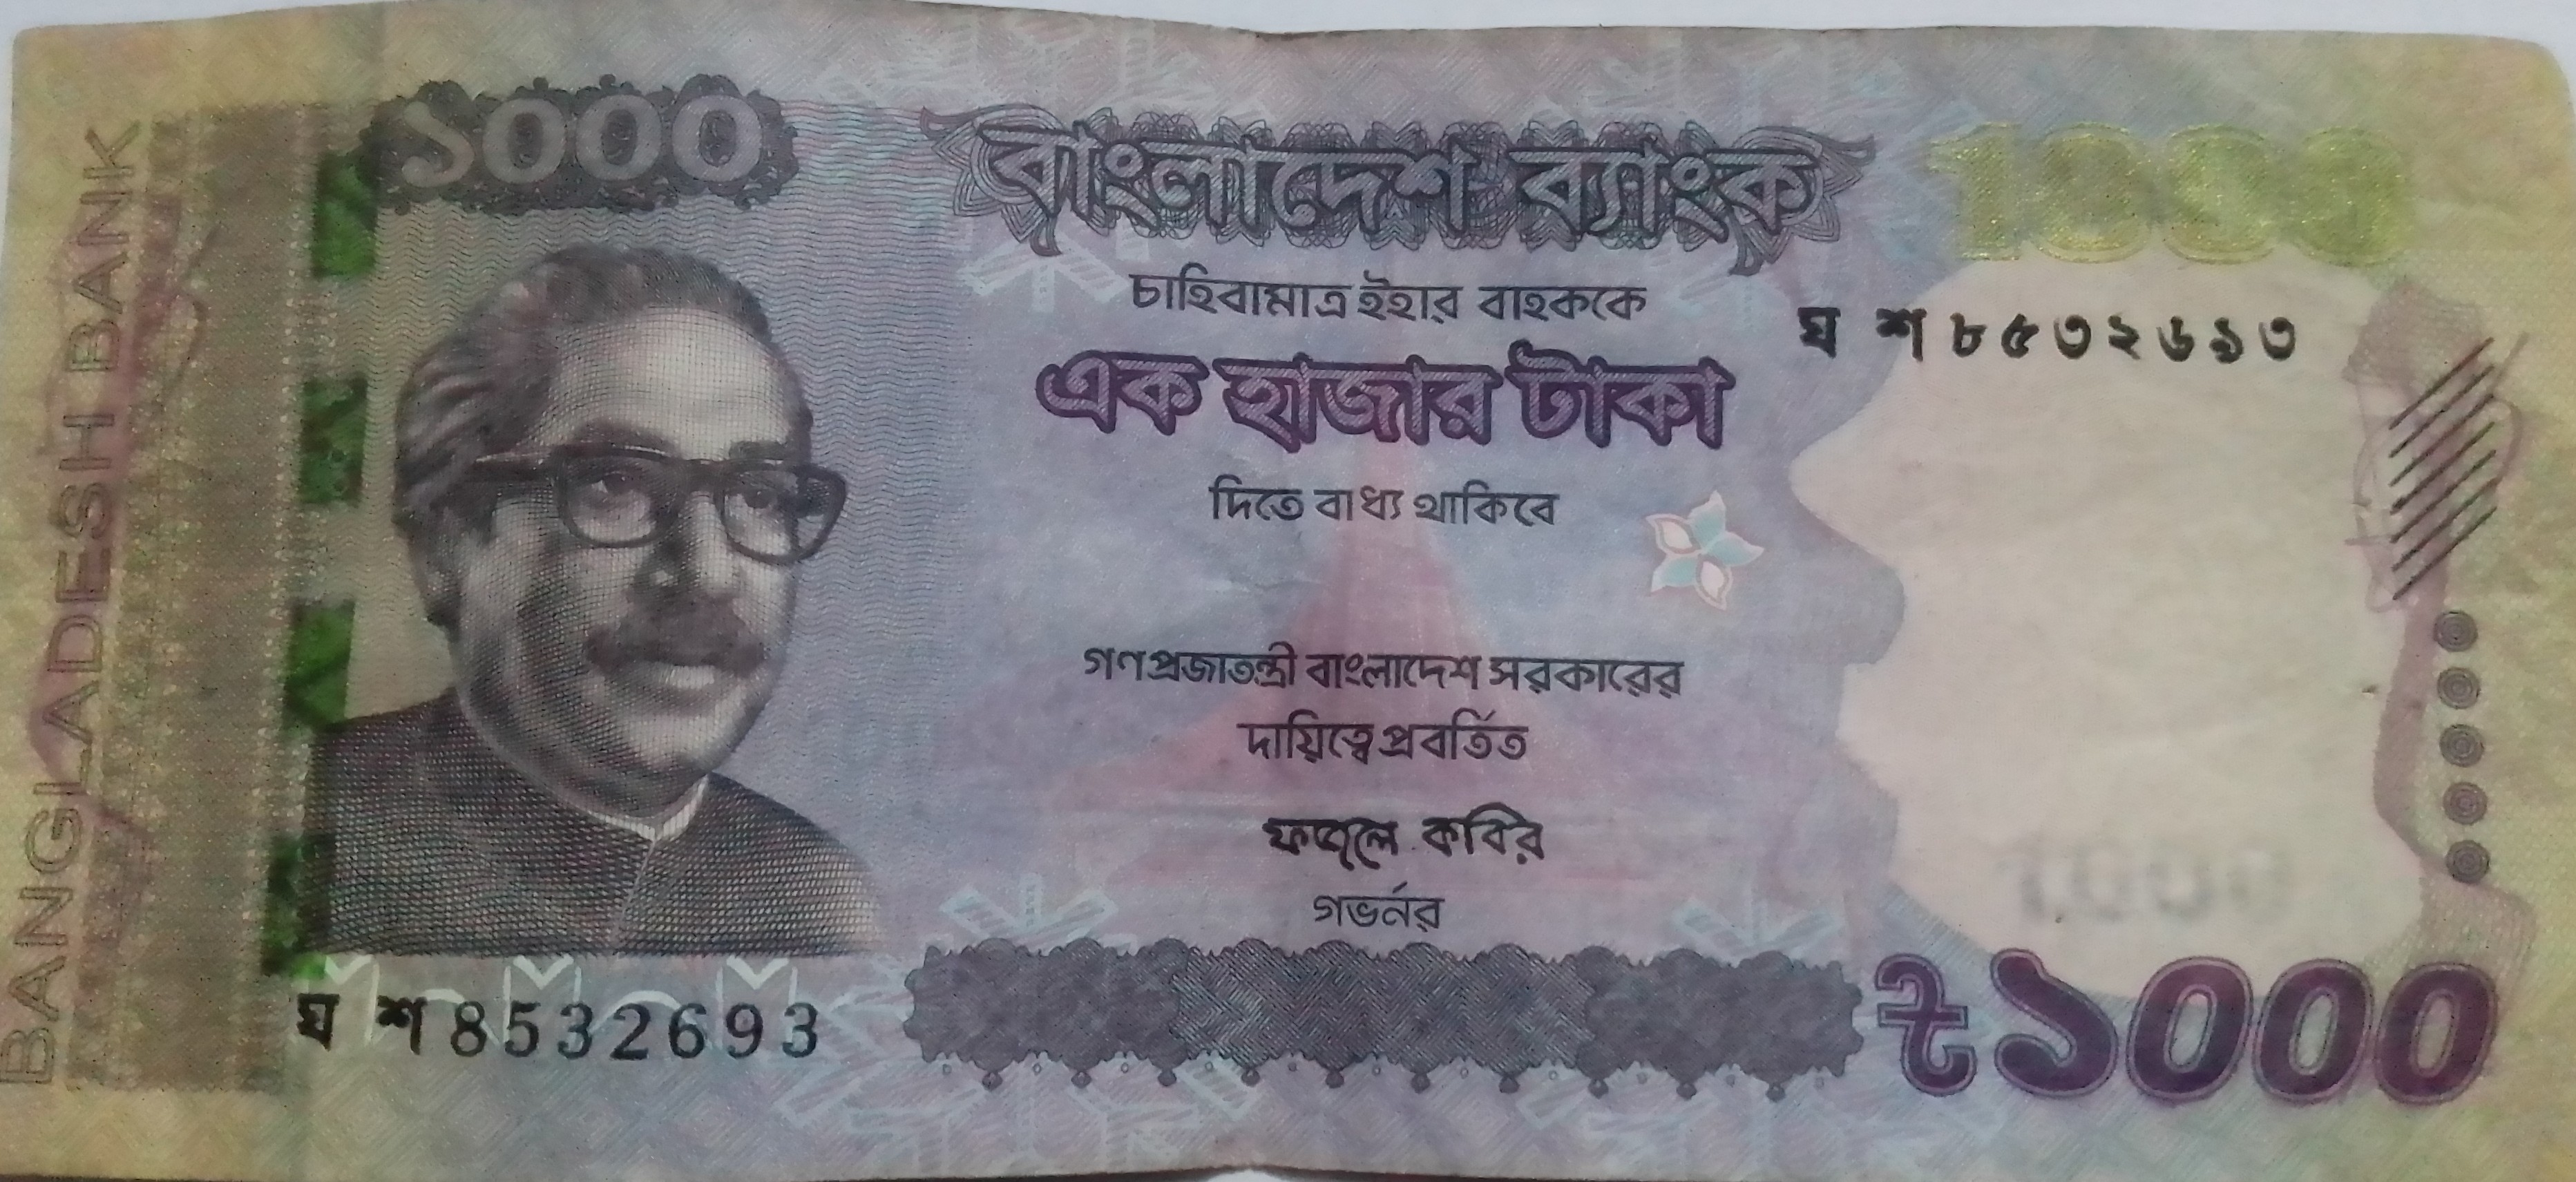 ১০০০
বাংলাদেশ ব্যাংক
1000
চাহিবামাত্র ইহার বাহককে
ঘ শ ৮৫৩২৬৯৩
এক হাজার টাকা
দিতে বাধ্য থাকিবে
গণপ্রজাতন্ত্রী বাংলাদেশ সরকারের
দায়িত্বে প্রবর্তিত
ফজলে কবির
গভর্নর
1000
ঘ শ 8532693
৳১০০০
BANGLADESH BANK